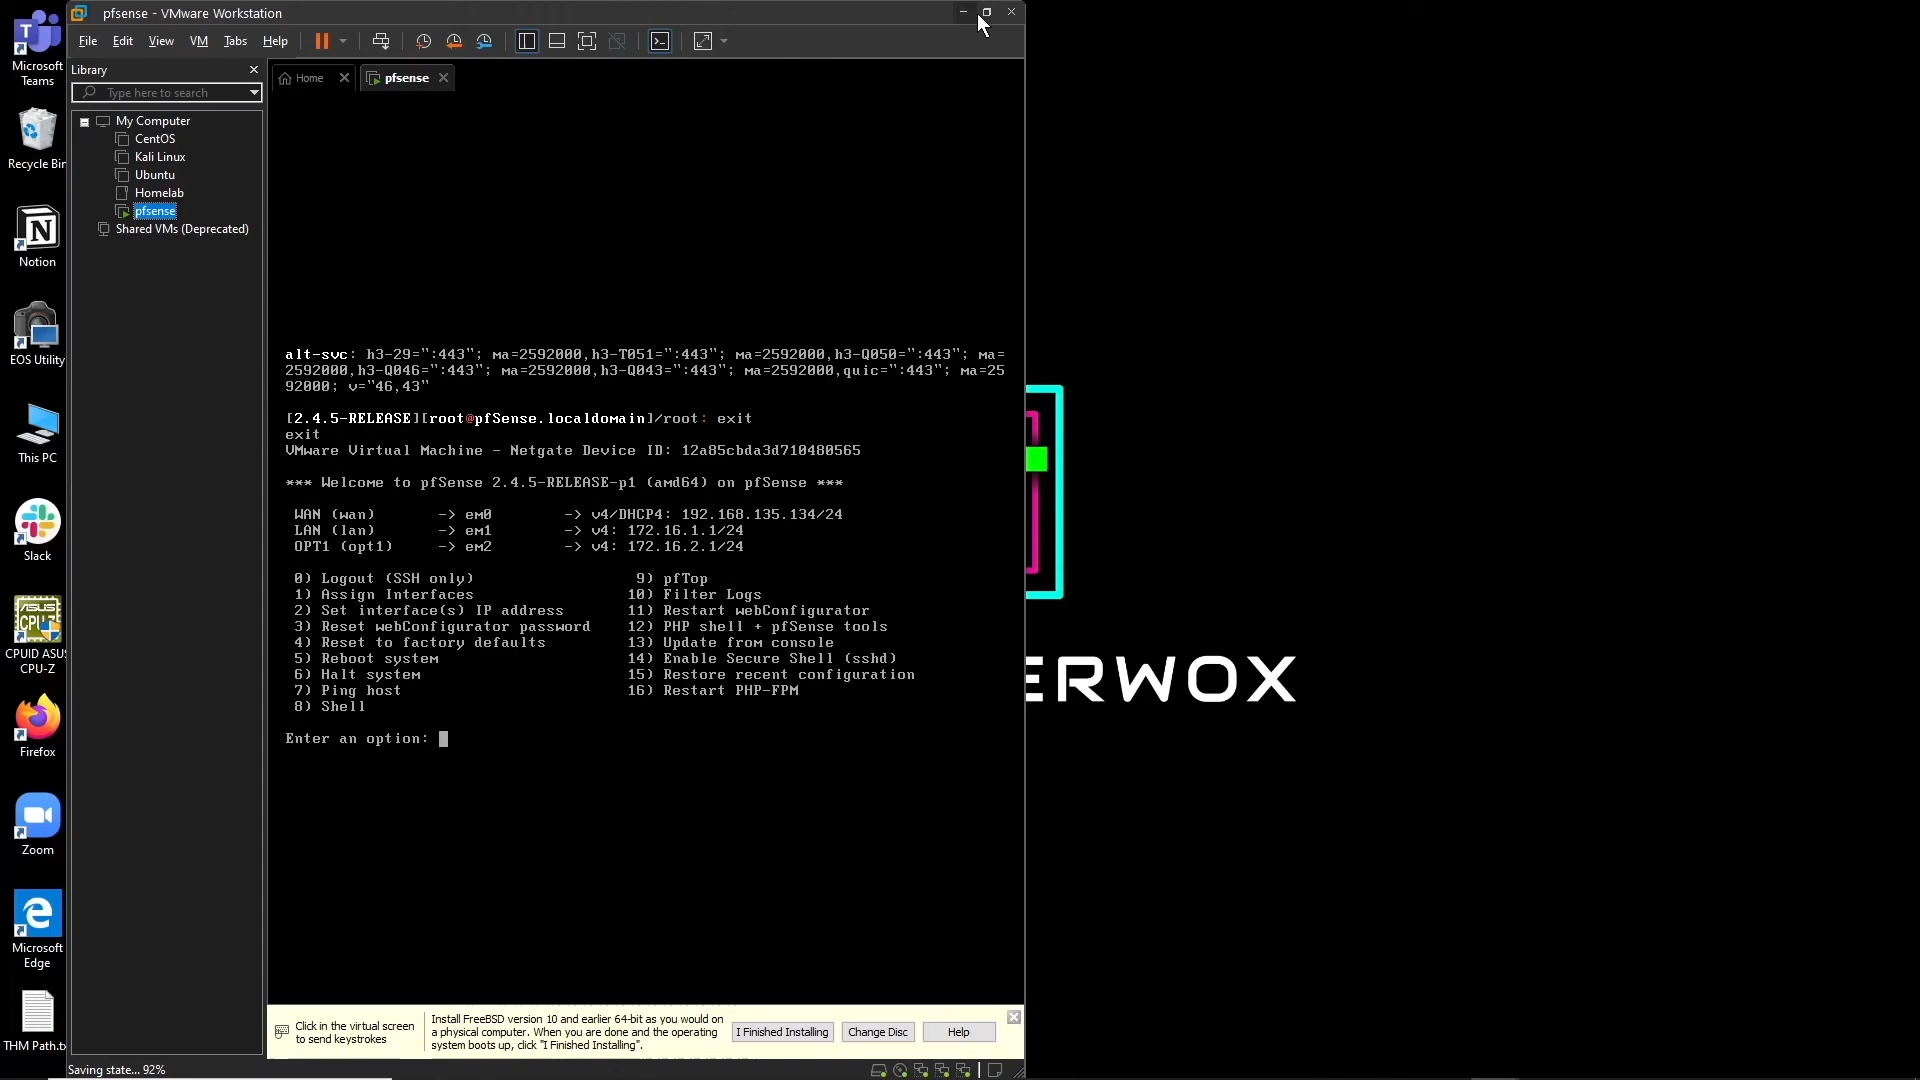 pfsense - VMware Workstation
File Edit View VM Tabs Help
Library
Type here to search
My Computer
CentOS
Kali Linux
Ubuntu
Homelab
pfsense
Shared VMs (Deprecated)
Home
pfsense
Microsoft
Teams
Recycle Bin
Notion
EOS Utility
This PC
Slack
CPUID ASUS
CPU-Z
Firefox
Zoom
Microsoft
Edge
THM Path.tx
alt-svc: h3-29=":443"; ma=2592000,h3-T051=":443"; ma=2592000,h3-Q050=":443"; ma=
2592000,h3-Q046=":443"; ma=2592000,h3-Q043=":443"; ma=2592000,quic=":443"; ma=25
92000; v="46,43"
[2.4.5-RELEASE][root@pfSense.localdomain]/root: exit
exit
VMware Virtual Machine - Netgate Device ID: 12a85cbda3d710480565
*** Welcome to pfSense 2.4.5-RELEASE-p1 (amd64) on pfSense ***
WAN (wan) -> em0 -> v4/DHCP4: 192.168.135.134/24
LAN (lan) -> em1 -> v4: 172.16.1.1/24
OPT1 (opt1) -> em2 -> v4: 172.16.2.1/24
0) Logout (SSH only) 9) pfTop
1) Assign Interfaces 10) Filter Logs
2) Set interface(s) IP address 11) Restart webConfigurator
3) Reset webConfigurator password 12) PHP shell + pfSense tools
4) Reset to factory defaults 13) Update from console
5) Reboot system 14) Enable Secure Shell (sshd)
6) Halt system 15) Restore recent configuration
7) Ping host 16) Restart PHP-FPM
8) Shell
Enter an option:
ERWOX
Click in the virtual screen
to send keystrokes
Install FreeBSD version 10 and earlier 64-bit as you would on
a physical computer. When you are done and the operating
system boots up, click "I Finished Installing".
I Finished Installing
Change Disc
Help
Saving state... 92%